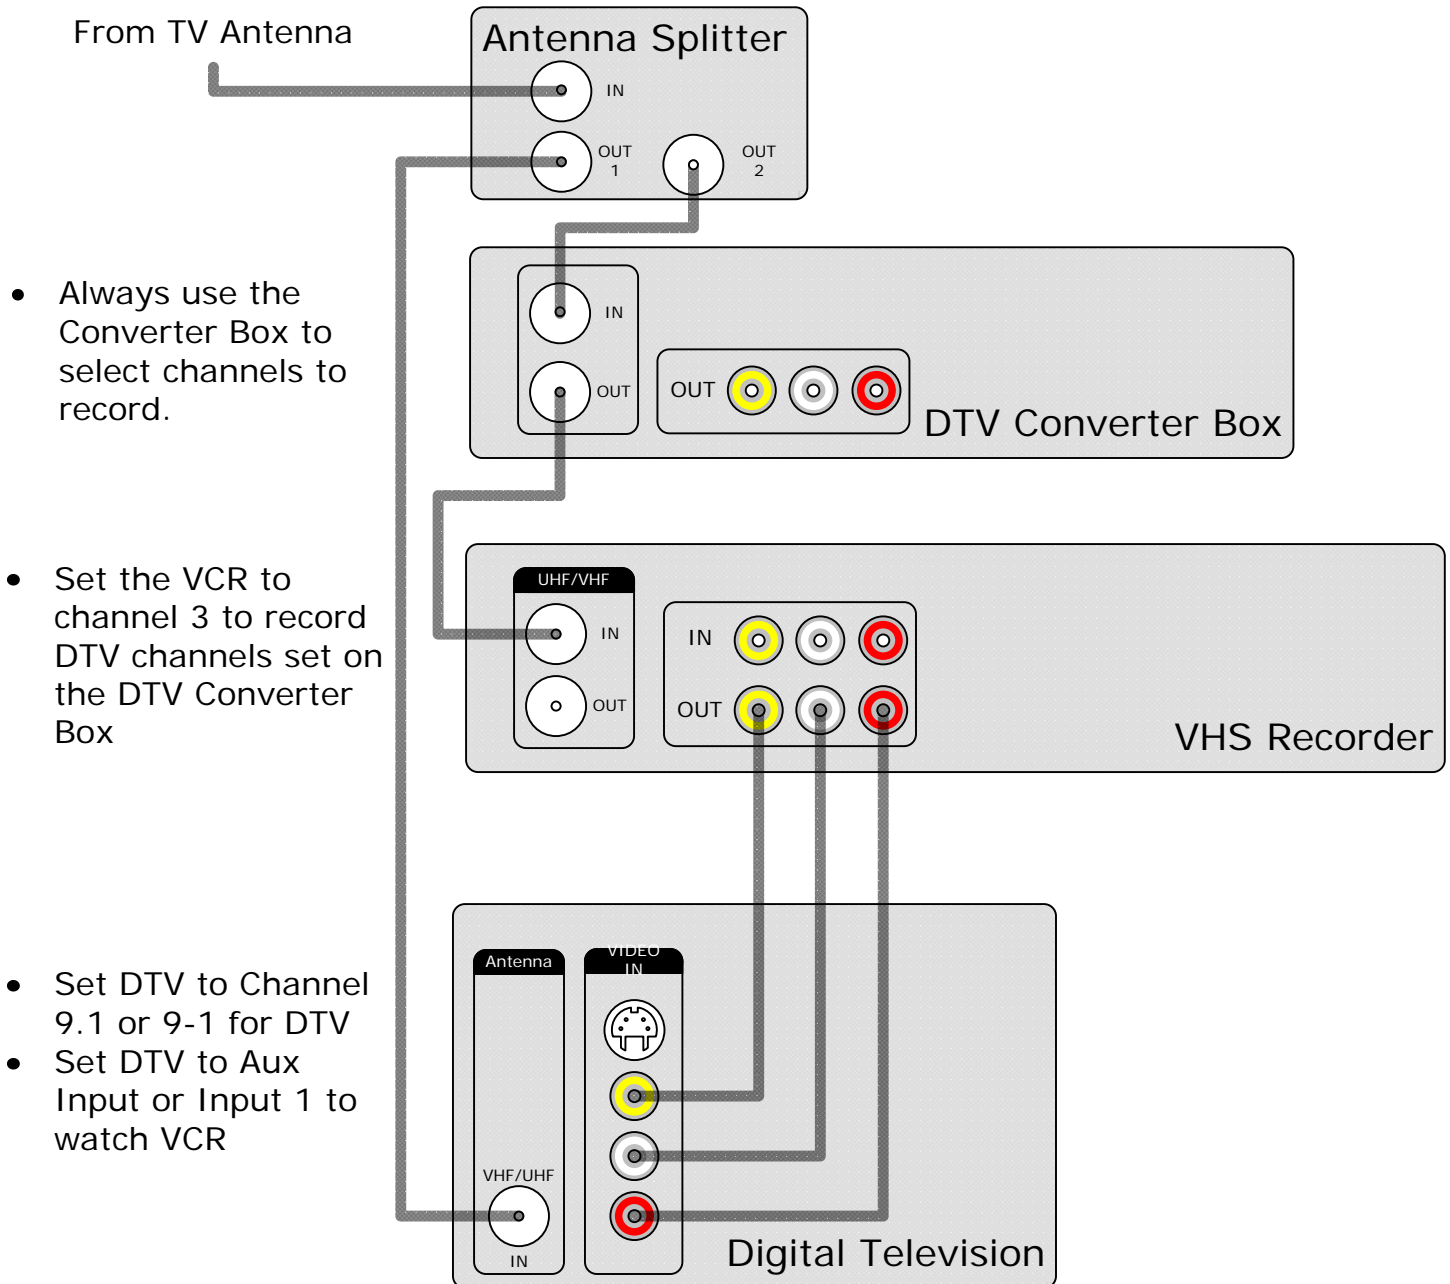 From TV Antenna
Antenna Splitter
IN
OUT
1
OUT
2
• Always use the
Converter Box to
select channels to
record.
IN
OUT
OUT
DTV Converter Box
• Set the VCR to
channel 3 to record
DTV channels set on
the DTV Converter
Box
UHF/VHF
IN
OUT
IN
OUT
VHS Recorder
• Set DTV to Channel
9.1 or 9-1 for DTV
• Set DTV to Aux
Input or Input 1 to
watch VCR
Antenna
VHF/UHF
IN
VIDEO
IN
Digital Television